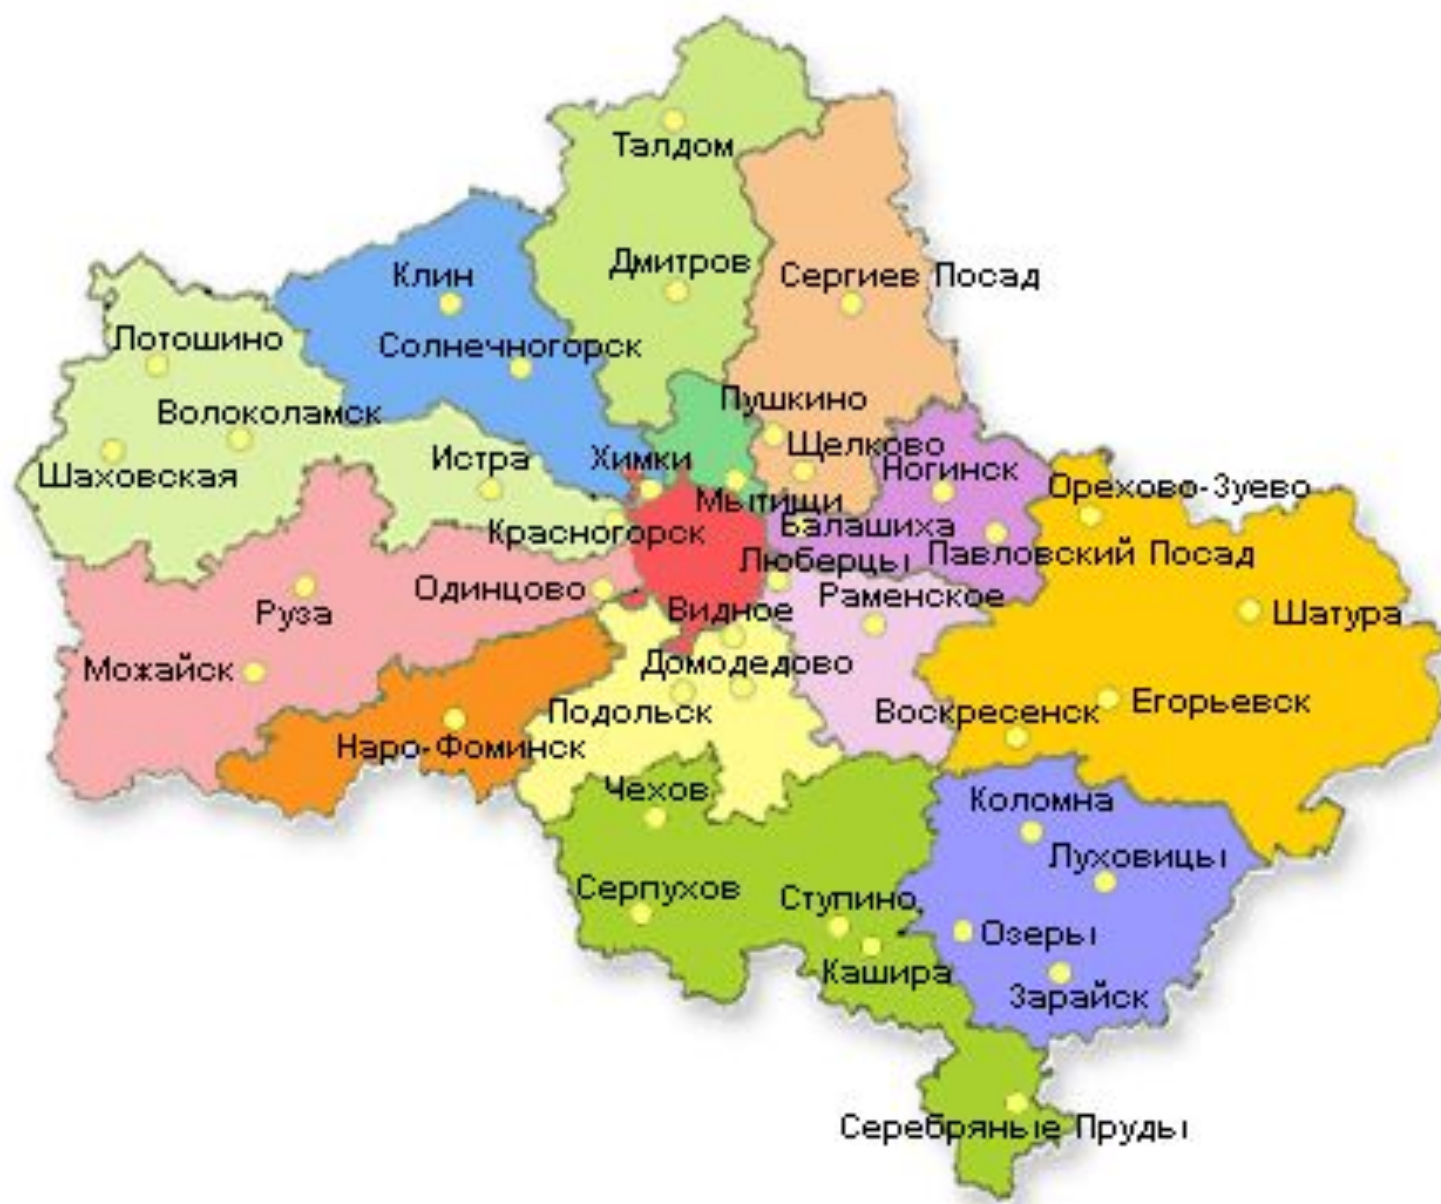 Талдом
Дмитров
Клин
Сергиев Посад
Лотошино
Солнечногорск
Пушкино
Волоколамск
Щелково
Истра
Химки
Ногинск
Шаховская
Орехово-Зуево
Мытищи
Красногорск
Балашиха
Павловский Посад
Люберцы
Одинцово
Руза
Видное
Раменское
Шатура
Можайск
Домодедово
Подольск
Воскресенск
Егорьевск
Наро-Фоминск
Чехов
Коломна
Луховицы
Серпухов
Ступино
Озеры
Кашира
Зарайск
Серебряные Пруды